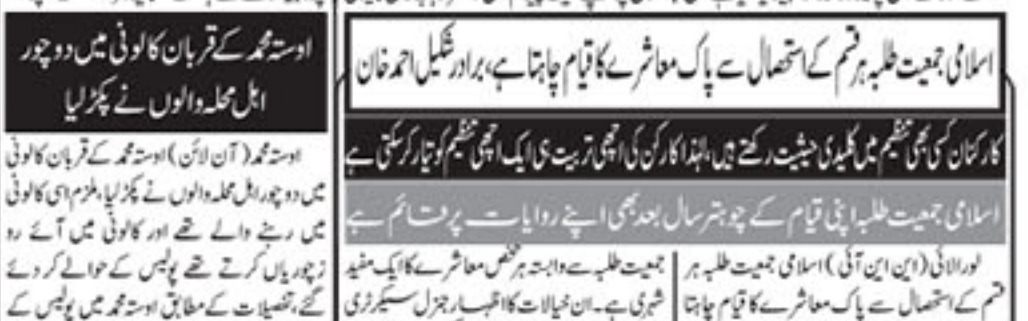 اسلامی جمعیت طلبہ ہر قسم کے استحصال سے پاک معاشرے کا قیام چاہتا ہے، برادر شکیل احمد خان
کارکنان کسی بھی تنظیم میں کلیدی حیثیت رکھتے ہیں، لہٰذا کارکن کی اچھی تربیت ہی ایک اچھی تنظیم کو تیار کر سکتی ہے
اسلامی جمعیت طلبہ اپنی قیام کے چوہتر سال بعد بھی اپنے روایات پر قائم ہے
لورالائی (این این آئی) اسلامی جمعیت طلبہ ہر
قسم کے استحصال سے پاک معاشرے کا قیام چاہتا
جمعیت طلبہ سے وابستہ ہر شخص معاشرے کا ایک مفید
شہری ہے۔ ان خیالات کا اظہار جنرل سیکرٹری
اوستہ محمد کے قربان کالونی میں دو چور
اہل محلہ والوں نے پکڑ لیا
اوستہ محمد (آن لائن) اوستہ محمد کے قربان کالونی
میں دو چور اہل محلہ والوں نے پکڑ لیا، ملزم اسی کالونی
میں رہنے والے تھے اور کالونی میں آئے رو
ز چوریاں کرتے تھے پولیس کے حوالے کر دئے
گئے، تفصیلات کے مطابق اوستہ محمد میں پولیس کے